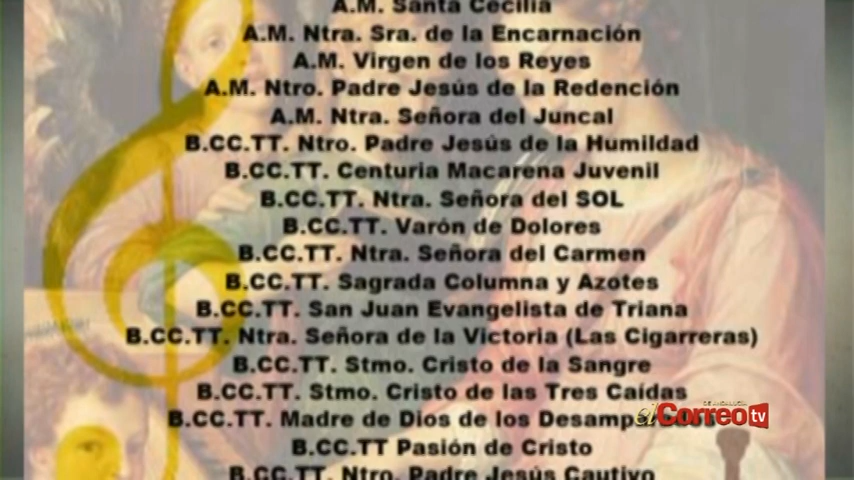 A.M. Santa Cecilia
A.M. Ntra. Sra. de la Encarnación
A.M. Virgen de los Reyes
A.M. Ntro. Padre Jesús de la Redención
A.M. Ntra. Señora del Juncal
B.CC.TT. Ntro. Padre Jesús de la Humildad
B.CC.TT. Centuria Macarena Juvenil
B.CC.TT. Ntra. Señora del SOL
B.CC.TT. Varón de Dolores
B.CC.TT. Ntra. Señora del Carmen
B.CC.TT. Sagrada Columna y Azotes
B.CC.TT. San Juan Evangelista de Triana
B.CC.TT. Ntra. Señora de la Victoria (Las Cigarreras)
B.CC.TT. Stmo. Cristo de la Sangre
B.CC.TT. Stmo. Cristo de las Tres Caídas
B.CC.TT. Madre de Dios de los
B.CC.TT Pasión de Cristo
B.CC.TT. Ntro. Padre Jesús Cautivo
DE ANDALUCÍA
elCorreotv